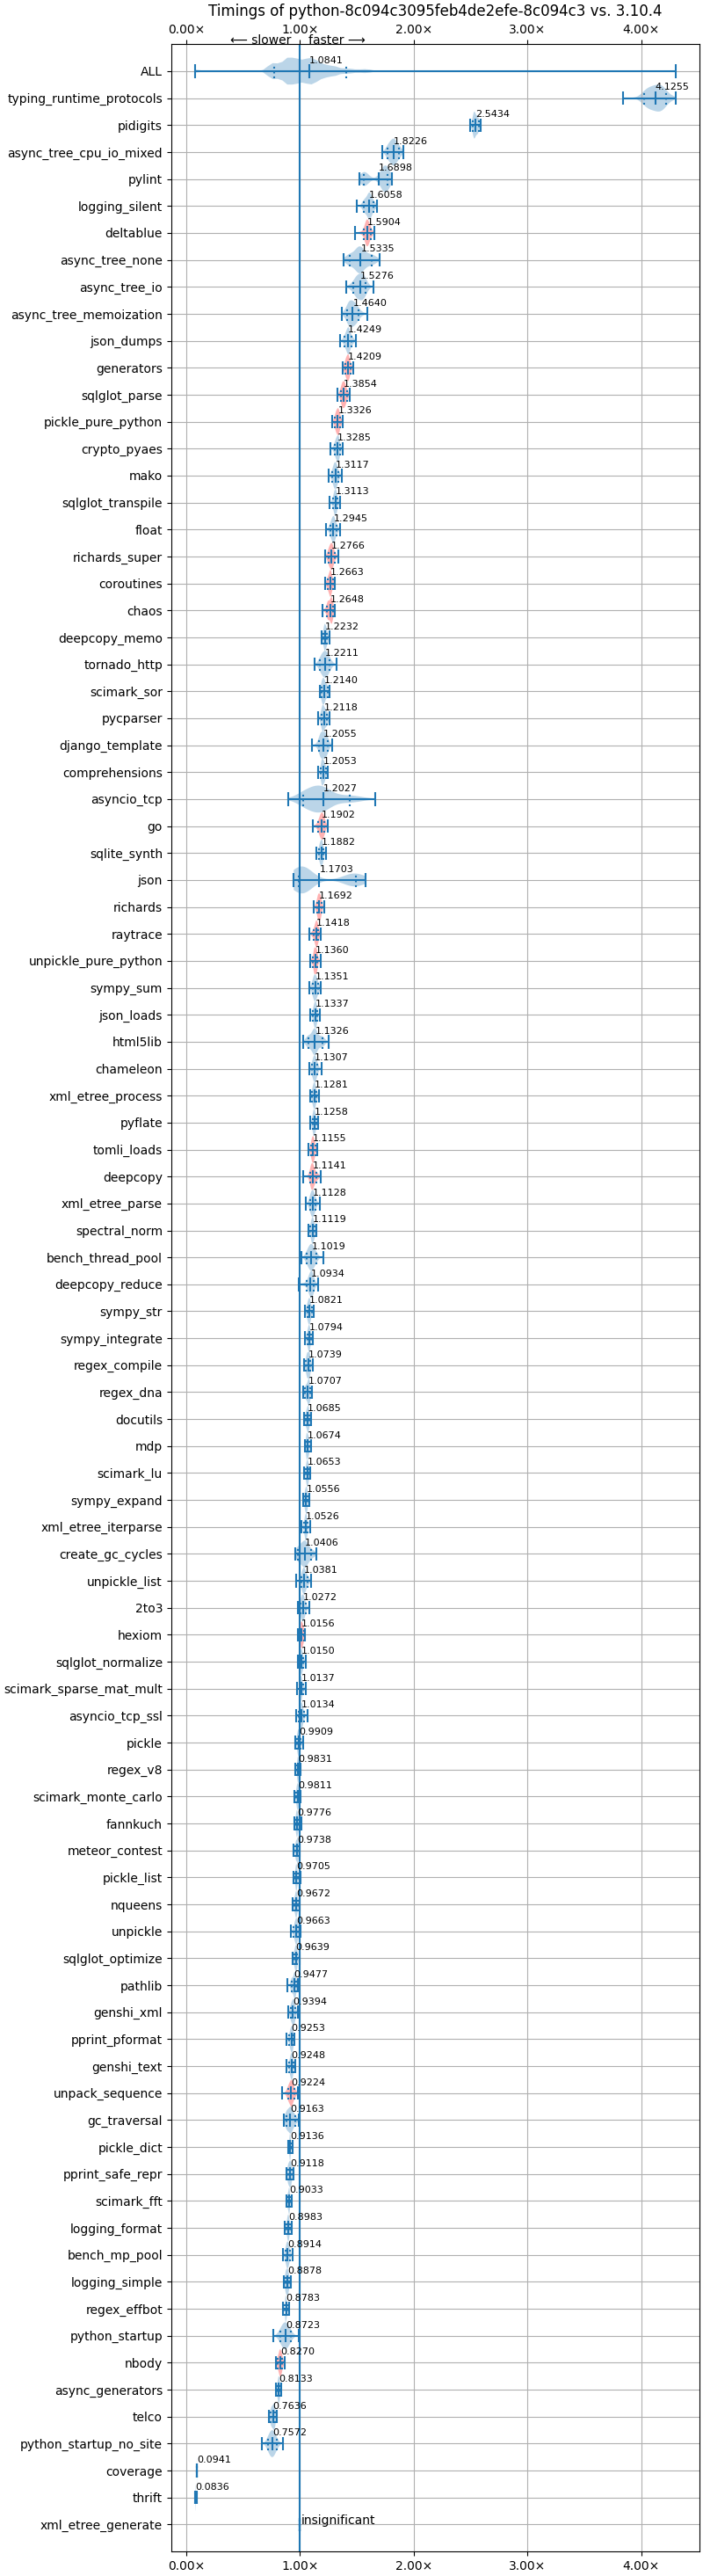 Timings of python-8c094c3095feb4de2efe-8c094c3 vs. 3.10.4
0.00× 1.00× 2.00× 3.00× 4.00×
⟵ slower faster ⟶
ALL 1.0841
typing_runtime_protocols 4.1255
pidigits 2.5434
async_tree_cpu_io_mixed 1.8226
pylint 1.6898
logging_silent 1.6058
deltablue 1.5904
async_tree_none 1.5335
async_tree_io 1.5276
async_tree_memoization 1.4640
json_dumps 1.4249
generators 1.4209
sqlglot_parse 1.3854
pickle_pure_python 1.3326
crypto_pyaes 1.3285
mako 1.3117
sqlglot_transpile 1.3113
float 1.2945
richards_super 1.2766
coroutines 1.2663
chaos 1.2648
deepcopy_memo 1.2232
tornado_http 1.2211
scimark_sor 1.2140
pycparser 1.2118
django_template 1.2055
comprehensions 1.2053
asyncio_tcp 1.2027
go 1.1902
sqlite_synth 1.1882
json 1.1703
richards 1.1692
raytrace 1.1418
unpickle_pure_python 1.1360
sympy_sum 1.1351
json_loads 1.1337
html5lib 1.1326
chameleon 1.1307
xml_etree_process 1.1281
pyflate 1.1258
tomli_loads 1.1155
deepcopy 1.1141
xml_etree_parse 1.1128
spectral_norm 1.1119
bench_thread_pool 1.1019
deepcopy_reduce 1.0934
sympy_str 1.0821
sympy_integrate 1.0794
regex_compile 1.0739
regex_dna 1.0707
docutils 1.0685
mdp 1.0674
scimark_lu 1.0653
sympy_expand 1.0556
xml_etree_iterparse 1.0526
create_gc_cycles 1.0406
unpickle_list 1.0381
2to3 1.0272
hexiom 1.0156
sqlglot_normalize 1.0150
scimark_sparse_mat_mult 1.0137
asyncio_tcp_ssl 1.0134
pickle 0.9909
regex_v8 0.9831
scimark_monte_carlo 0.9811
fannkuch 0.9776
meteor_contest 0.9738
pickle_list 0.9705
nqueens 0.9672
unpickle 0.9663
sqlglot_optimize 0.9639
pathlib 0.9477
genshi_xml 0.9394
pprint_pformat 0.9253
genshi_text 0.9248
unpack_sequence 0.9224
gc_traversal 0.9163
pickle_dict 0.9136
pprint_safe_repr 0.9118
scimark_fft 0.9033
logging_format 0.8983
bench_mp_pool 0.8914
logging_simple 0.8878
regex_effbot 0.8783
python_startup 0.8723
nbody 0.8270
async_generators 0.8133
telco 0.7636
python_startup_no_site 0.7572
coverage 0.0941
thrift 0.0836
xml_etree_generate insignificant
0.00× 1.00× 2.00× 3.00× 4.00×